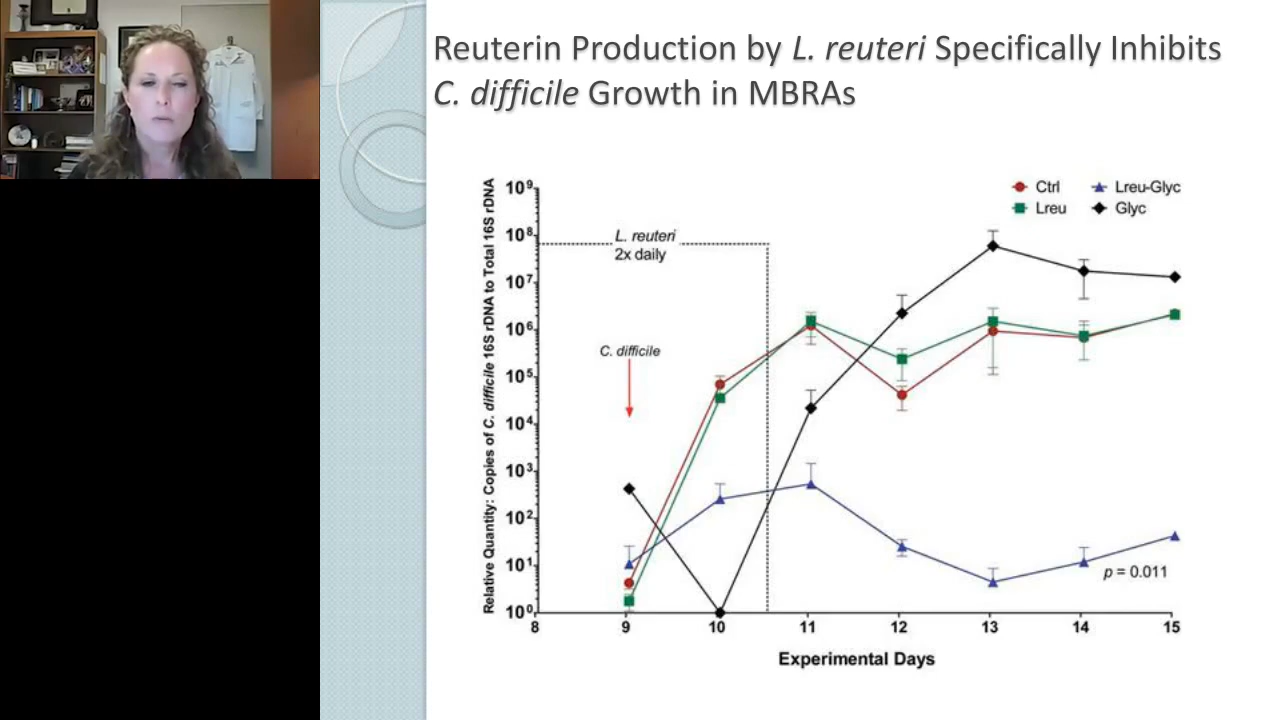 Reuterin Production by L. reuteri Specifically Inhibits
C. difficile Growth in MBRAs
Relative Quantity: Copies of C. difficile 16S rDNA to Total 16S rDNA
10⁹
10⁸
10⁷
10⁶
10⁵
10⁴
10³
10²
10¹
10⁰
Ctrl
Lreu-Glyc
Lreu
Glyc
L. reuteri
2x daily
C. difficile
p = 0.011
8 9 10 11 12 13 14 15
Experimental Days